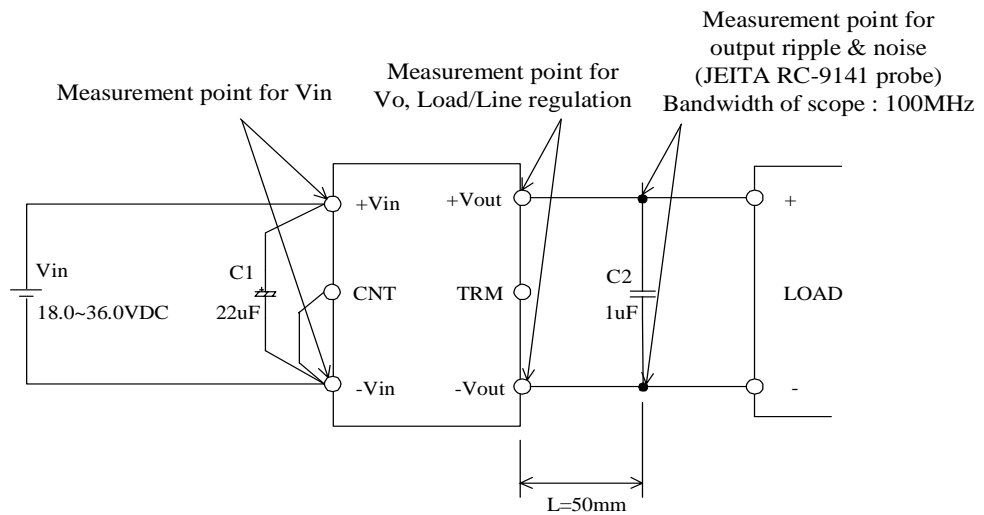 Measurement point for
output ripple & noise
(JEITA RC-9141 probe)
Bandwidth of scope : 100MHz
Measurement point for
Vo, Load/Line regulation
Measurement point for Vin
+Vin
+Vout
+
Vin
18.0~36.0VDC
C1
22uF
+
CNT
TRM
C2
1uF
LOAD
-Vin
-Vout
-
L=50mm